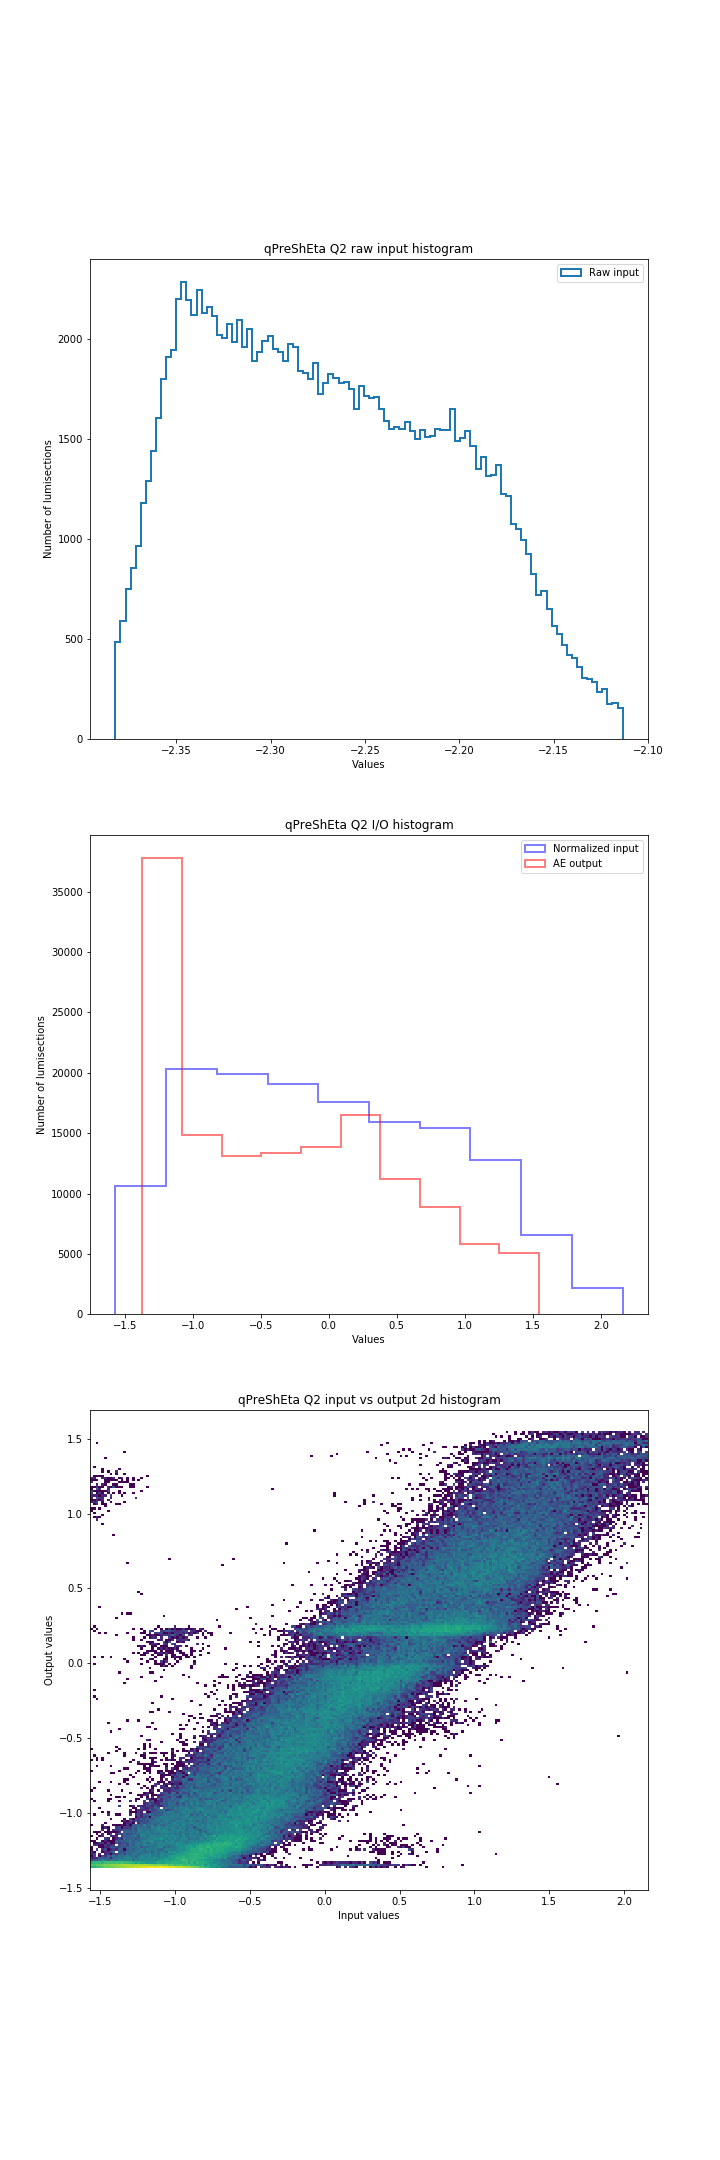 qPreShEta Q2 raw input histogram
Raw input
2000
1500
1000
500
0
Number of lumisections
−2.35 −2.30 −2.25 −2.20 −2.15 −2.10
Values
qPreShEta Q2 I/O histogram
Normalized input
AE output
35000
30000
25000
20000
15000
10000
5000
0
Number of lumisections
−1.5 −1.0 −0.5 0.0 0.5 1.0 1.5 2.0
Values
qPreShEta Q2 input vs output 2d histogram
1.5
1.0
0.5
0.0
−0.5
−1.0
−1.5
Output values
−1.5 −1.0 −0.5 0.0 0.5 1.0 1.5 2.0
Input values